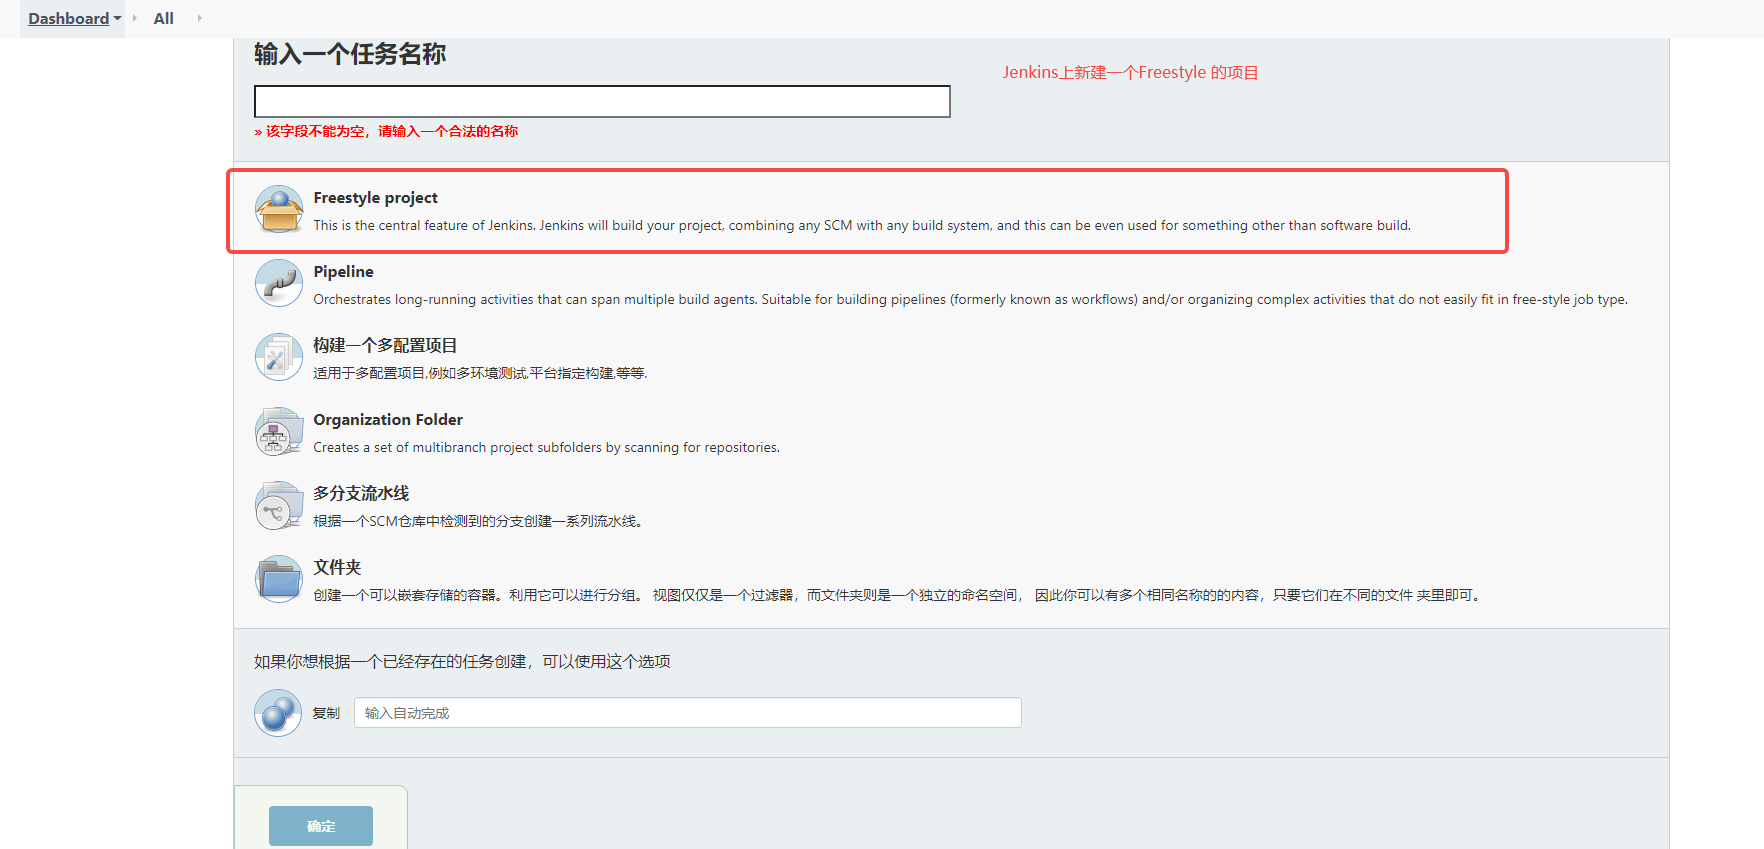 Dashboard All
输入一个任务名称
Jenkins上新建一个Freestyle 的项目
» 该字段不能为空，请输入一个合法的名称
Freestyle project
This is the central feature of Jenkins. Jenkins will build your project, combining any SCM with any build system, and this can be even used for something other than software build.
Pipeline
Orchestrates long-running activities that can span multiple build agents. Suitable for building pipelines (formerly known as workflows) and/or organizing complex activities that do not easily fit in free-style job type.
构建一个多配置项目
适用于多配置项目,例如多环境测试,平台指定构建,等等.
Organization Folder
Creates a set of multibranch project subfolders by scanning for repositories.
多分支流水线
根据一个SCM仓库中检测到的分支创建一系列流水线。
文件夹
创建一个可以嵌套存储的容器。利用它可以进行分组。 视图仅仅是一个过滤器，而文件夹则是一个独立的命名空间， 因此你可以有多个相同名称的的内容，只要它们在不同的文件 夹里即可。
如果你想根据一个已经存在的任务创建，可以使用这个选项
复制 输入自动完成
确定